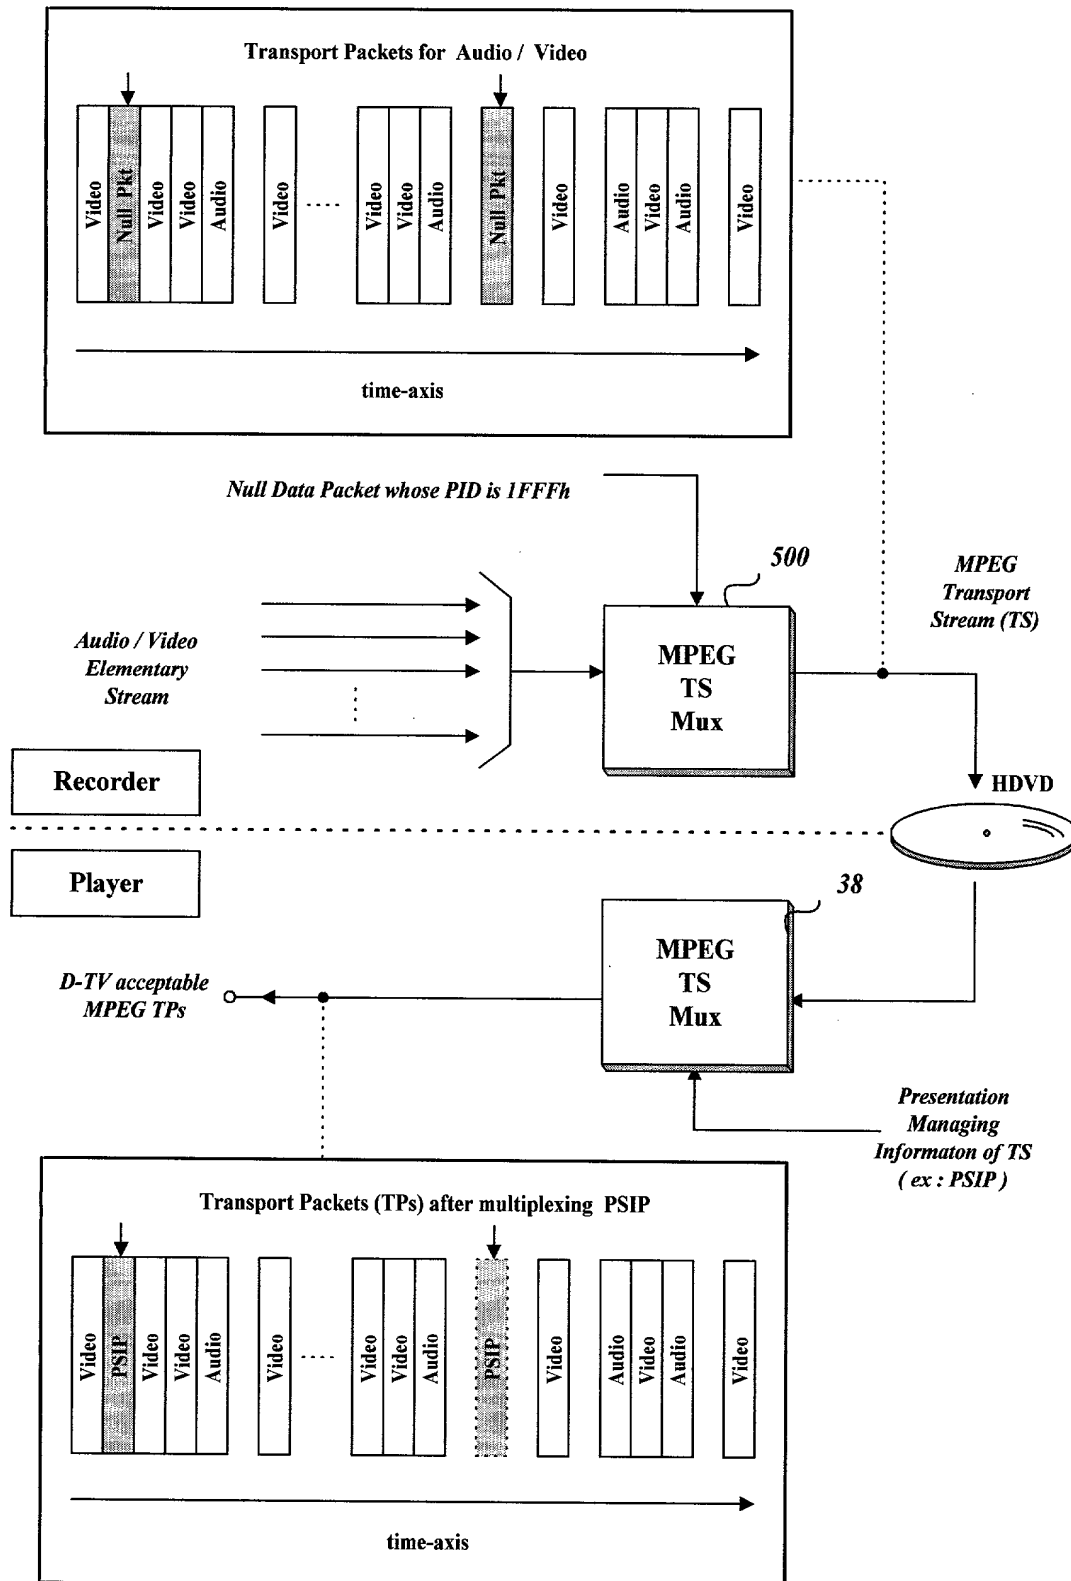 Transport Packets for Audio / Video
Video
Null Pkt
Video
Video
Audio
Video
Video
Video
Audio
Null Pkt
Video
Audio
Video
Audio
Video
time-axis
Null Data Packet whose PID is 1FFFh
500
MPEG
Transport
Stream (TS)
Audio / Video
Elementary
Stream
MPEG
TS
Mux
Recorder
HDVD
Player
38
MPEG
TS
Mux
D-TV acceptable
MPEG TPs
Presentation
Managing
Informaton of TS
( ex : PSIP )
Transport Packets (TPs) after multiplexing PSIP
Video
PSIP
Video
Video
Audio
Video
Video
Video
Audio
PSIP
Video
Audio
Video
Audio
Video
time-axis